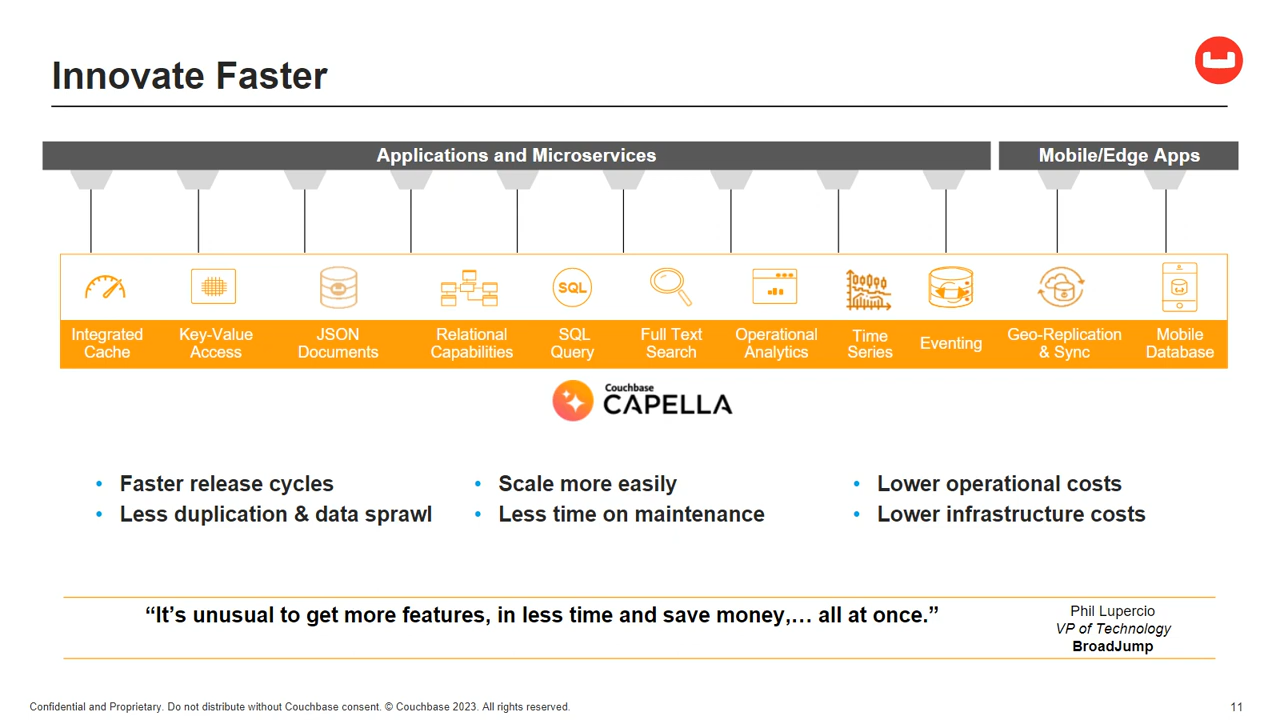 Innovate Faster
Applications and Microservices
Mobile/Edge Apps
SQL
Integrated
Cache
Key-Value
Access
JSON
Documents
Relational
Capabilities
SQL
Query
Full Text
Search
Operational
Analytics
Time
Series
Eventing
Geo-Replication
& Sync
Mobile
Database
Couchbase
CAPELLA
• Faster release cycles
• Less duplication & data sprawl
• Scale more easily
• Less time on maintenance
• Lower operational costs
• Lower infrastructure costs
“It’s unusual to get more features, in less time and save money,… all at once.”
Phil Lupercio
VP of Technology
BroadJump
Confidential and Proprietary. Do not distribute without Couchbase consent. © Couchbase 2023. All rights reserved.
11